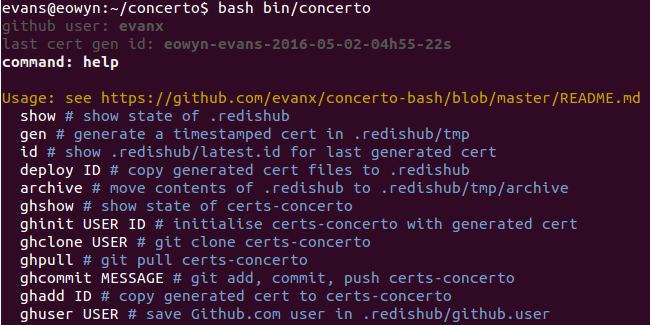 evans@eowyn:~/concerto$ bash bin/concerto
github user: evanx
last cert gen id: eowyn-evans-2016-05-02-04h55-22s
command: help
Usage: see https://github.com/evanx/concerto-bash/blob/master/README.md
show # show state of .redishub
gen # generate a timestamped cert in .redishub/tmp
id # show .redishub/latest.id for last generated cert
deploy ID # copy generated cert files to .redishub
archive # move contents of .redishub to .redishub/tmp/archive
ghshow # show state of certs-concerto
ghinit USER ID # initialise certs-concerto with generated cert
ghclone USER # git clone certs-concerto
ghpull # git pull certs-concerto
ghcommit MESSAGE # git add, commit, push certs-concerto
ghadd ID # copy generated cert to certs-concerto
ghuser USER # save Github.com user in .redishub/github.user